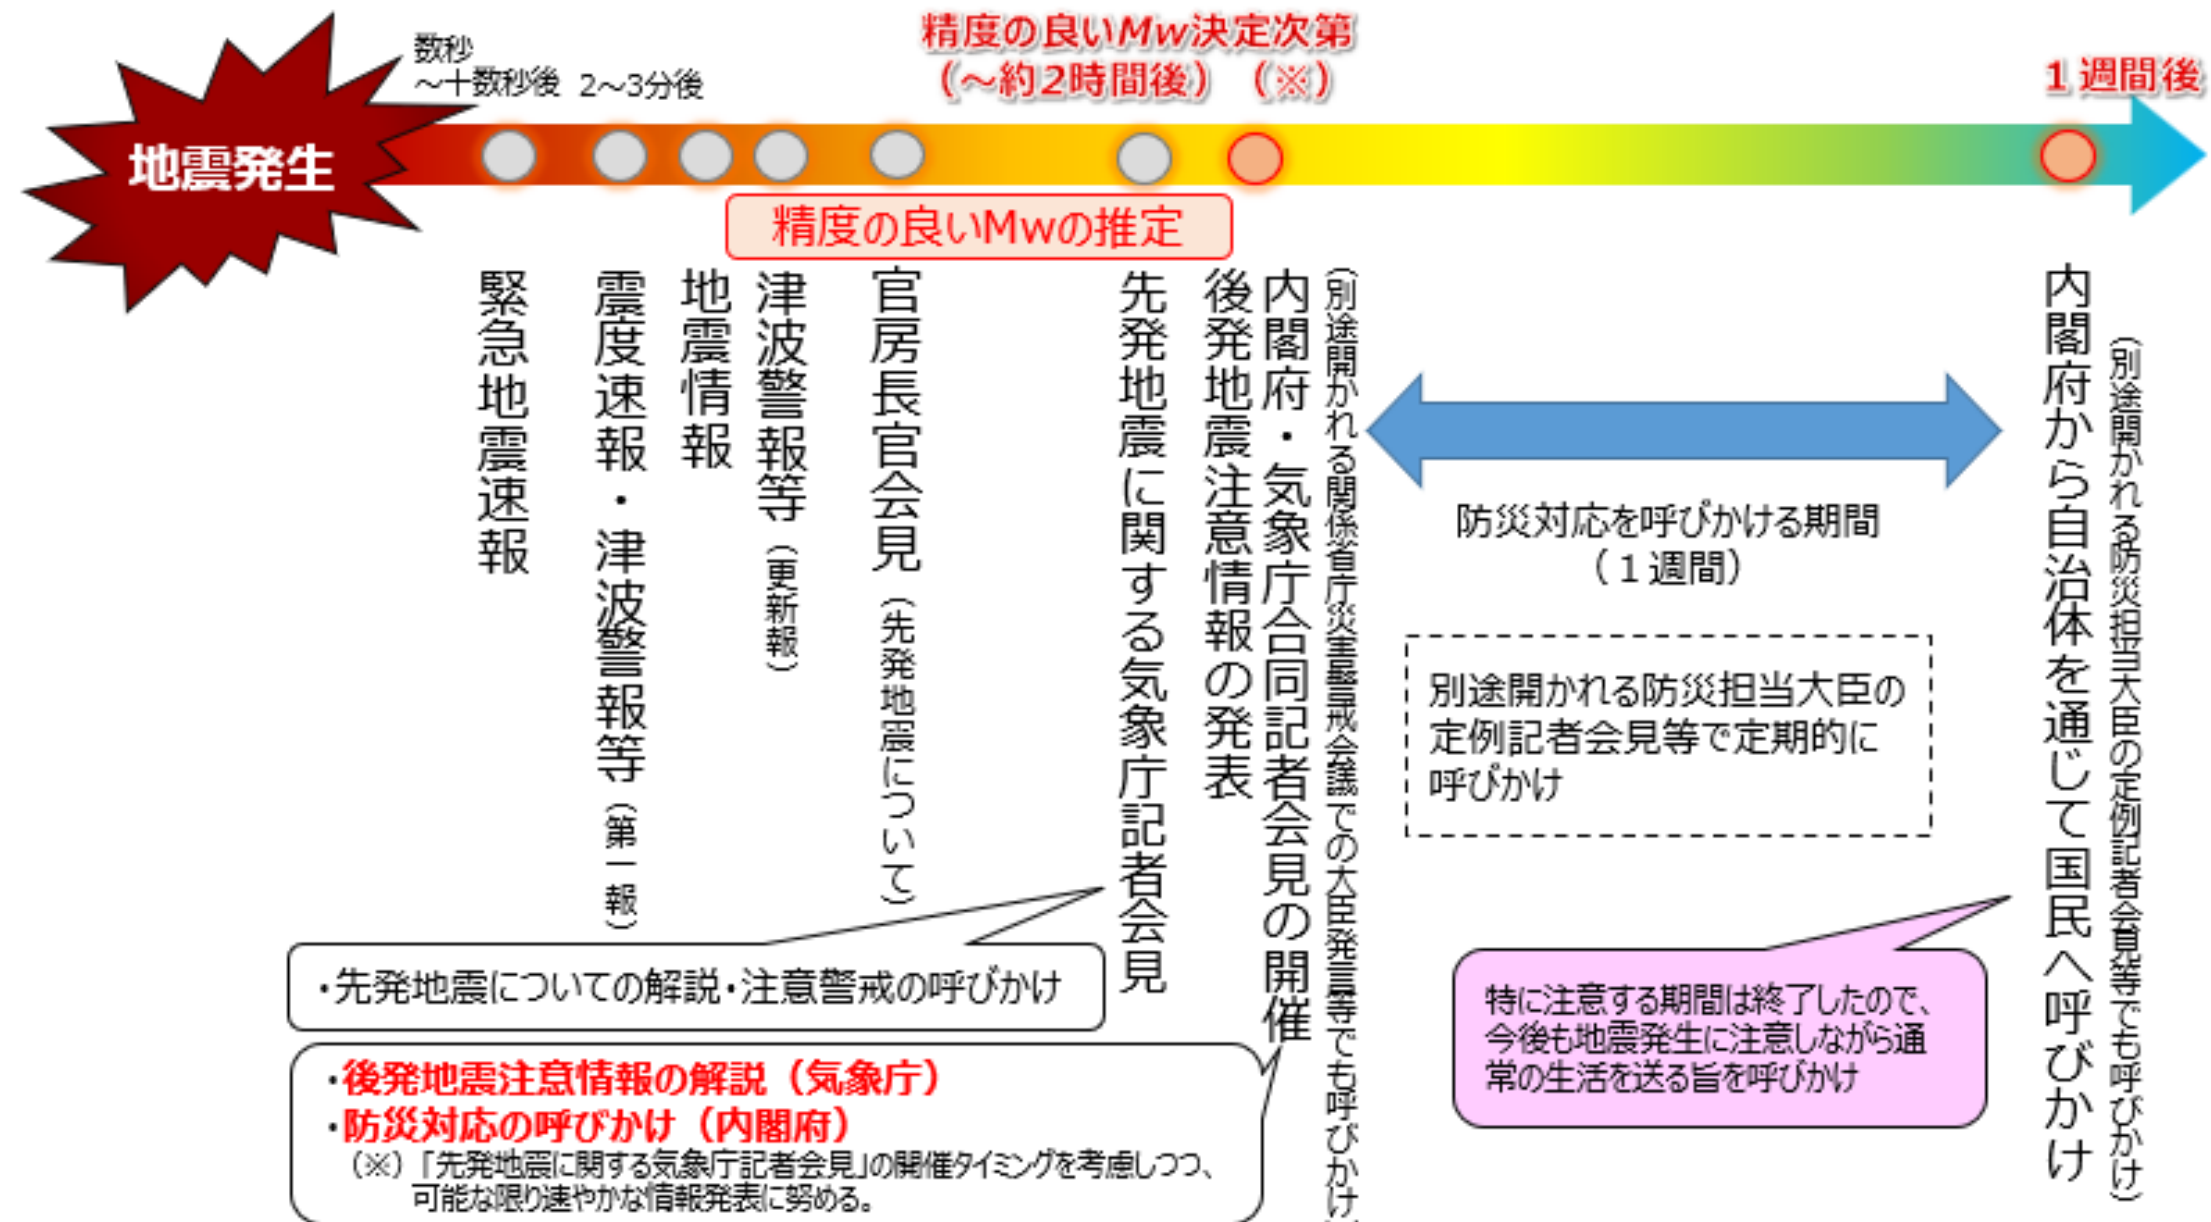 地震発生
数秒
~十数秒後
2~3分後
精度の良いMw決定次第
(~約2時間後)(※)
1週間後
精度の良いMwの推定
緊急地震速報
震度速報・津波警報等(第一報)
地震情報
津波警報等(更新報)
官房長官会見(先発地震について)
先発地震に関する気象庁記者会見
後発地震注意情報の発表
内閣府・気象庁合同記者会見の開催
(別途開かれる関係省庁災害警戒会議での大臣発言等でも呼びかけ
防災対応を呼びかける期間
(1週間)
別途開かれる防災担当大臣の
定例記者会見等で定期的に
呼びかけ
内閣府から自治体を通じて国民へ呼びかけ
(別途開かれる防災担当大臣の定例記者会見等でも呼びかけ)
・先発地震についての解説・注意警戒の呼びかけ
・後発地震注意情報の解説(気象庁)
・防災対応の呼びかけ(内閣府)
(※)「先発地震に関する気象庁記者会見」の開催タイミングを考慮しつつ、
可能な限り速やかな情報発表に努める。
特に注意する期間は終了したので、
今後も地震発生に注意しながら通
常の生活を送る旨を呼びかけ